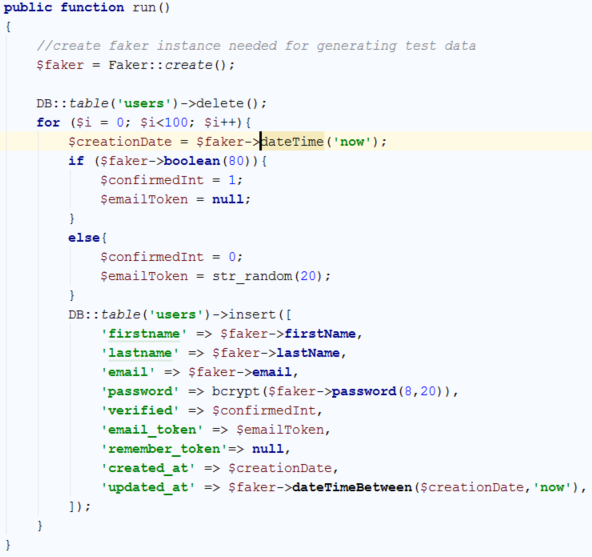 public function run()
{
    //create faker instance needed for generating test data
    $faker = Faker::create();

    DB::table('users')->delete();
    for ($i = 0; $i<100; $i++){
        $creationDate = $faker->dateTime('now');
        if ($faker->boolean(80)){
            $confirmedInt = 1;
            $emailToken = null;
        }
        else{
            $confirmedInt = 0;
            $emailToken = str_random(20);
        }
        DB::table('users')->insert([
            'firstname' => $faker->firstName,
            'lastname' => $faker->lastName,
            'email' => $faker->email,
            'password' => bcrypt($faker->password(8,20)),
            'verified' => $confirmedInt,
            'email_token' => $emailToken,
            'remember_token'=> null,
            'created_at' => $creationDate,
            'updated_at' => $faker->dateTimeBetween($creationDate,'now'),
        ]);
    }
}